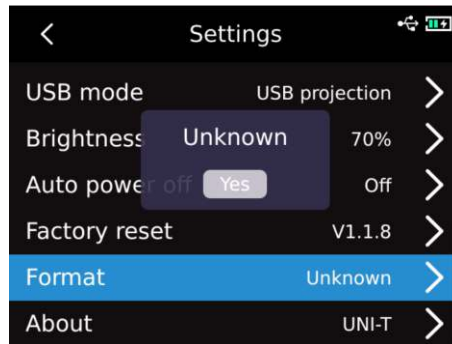 Settings
USB mode USB projection
Brightness 70%
Unknown
Auto power off Off
Yes
Factory reset V1.1.8
Format Unknown
About UNI-T